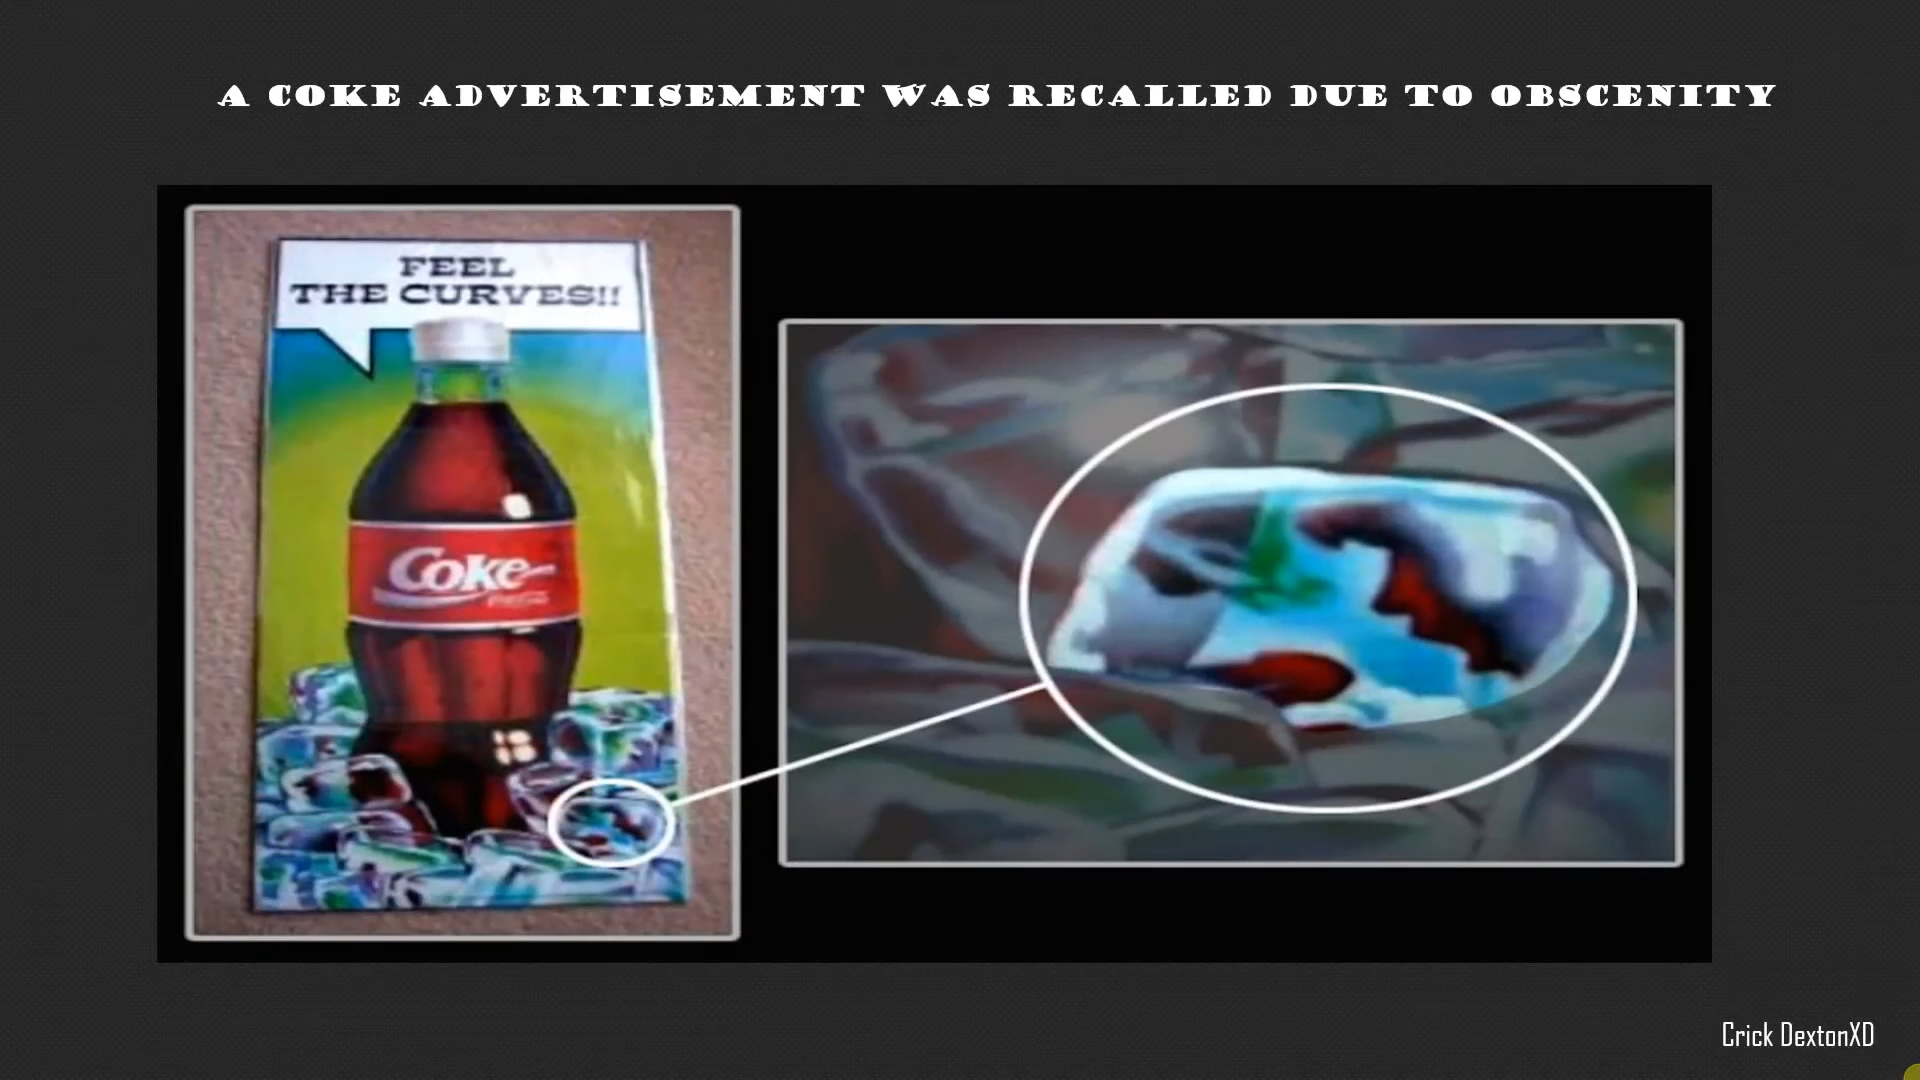 A COKE ADVERTISEMENT WAS RECALLED DUE TO OBSCENITY
FEEL
THE CURVES!!
Coke
Crick DextonXD